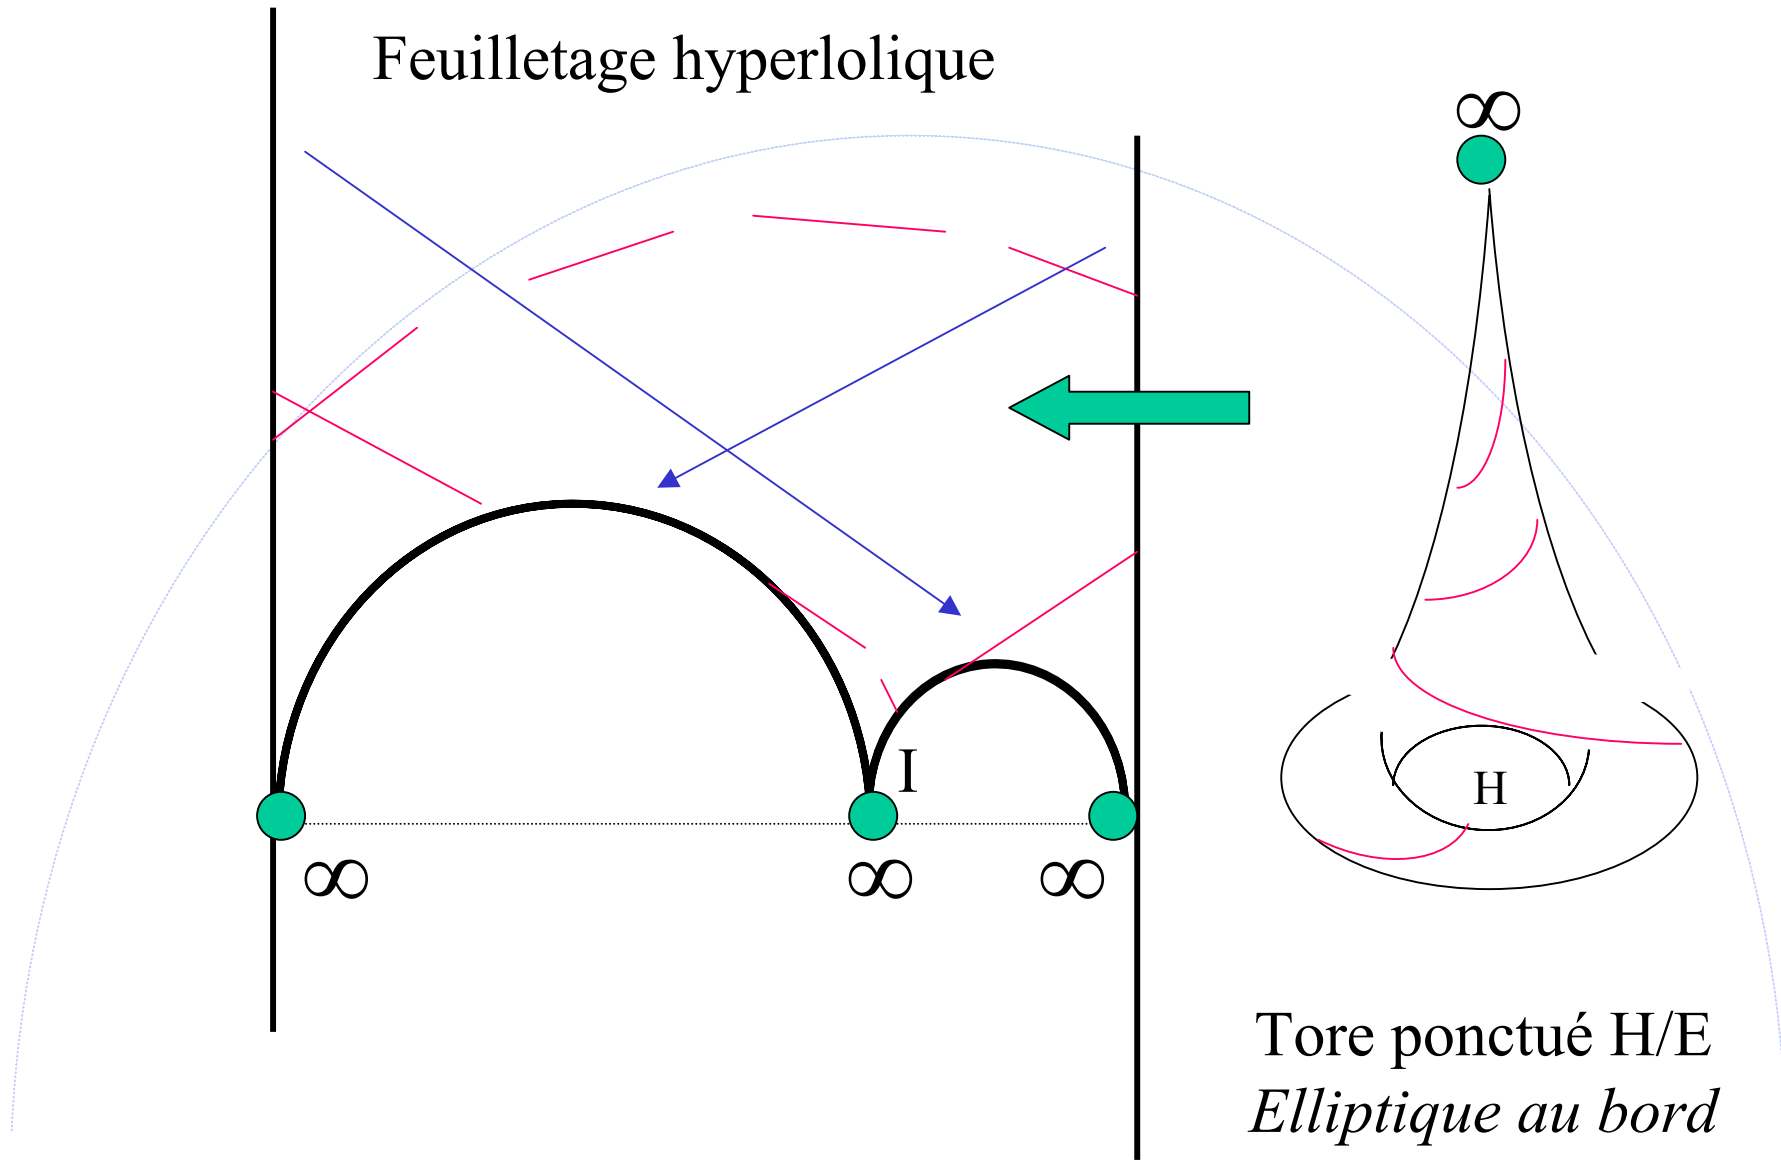 Feuilletage hyperlolique
∞
I
H
∞
∞
∞
Tore ponctué H/E
Elliptique au bord